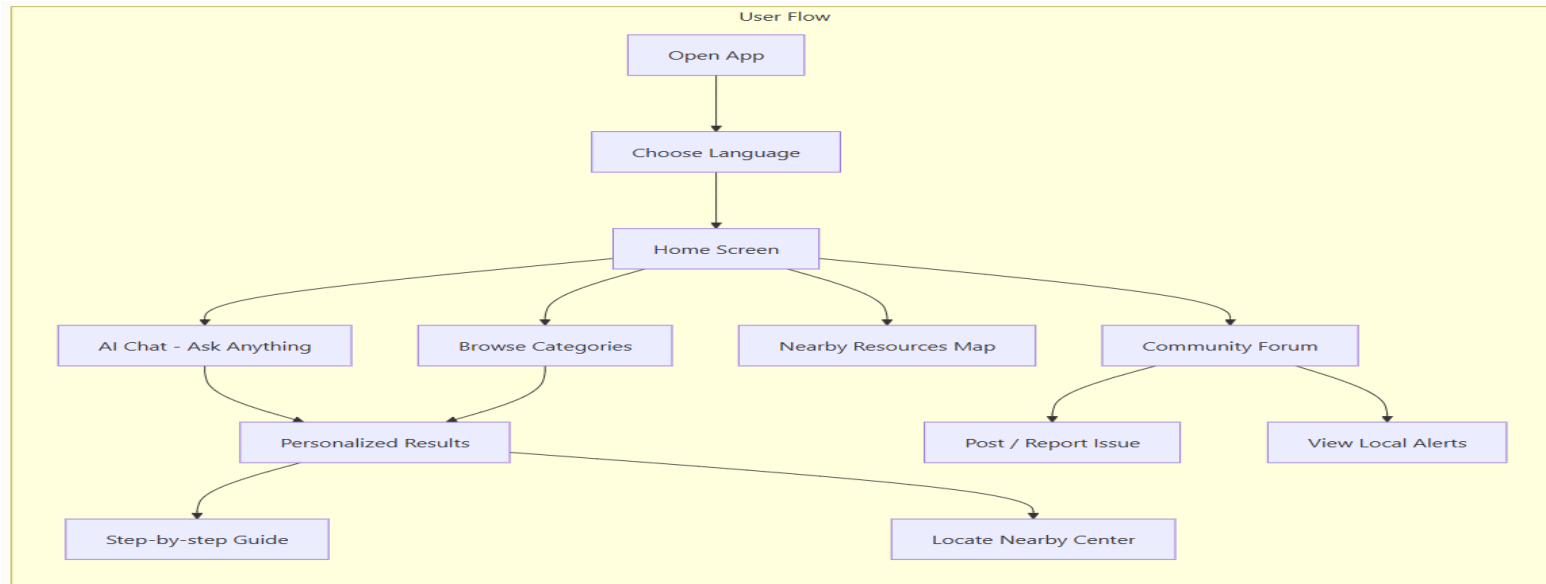 User Flow
Open App
Choose Language
Home Screen
AI Chat - Ask Anything
Browse Categories
Nearby Resources Map
Community Forum
Personalized Results
Post / Report Issue
View Local Alerts
Step-by-step Guide
Locate Nearby Center